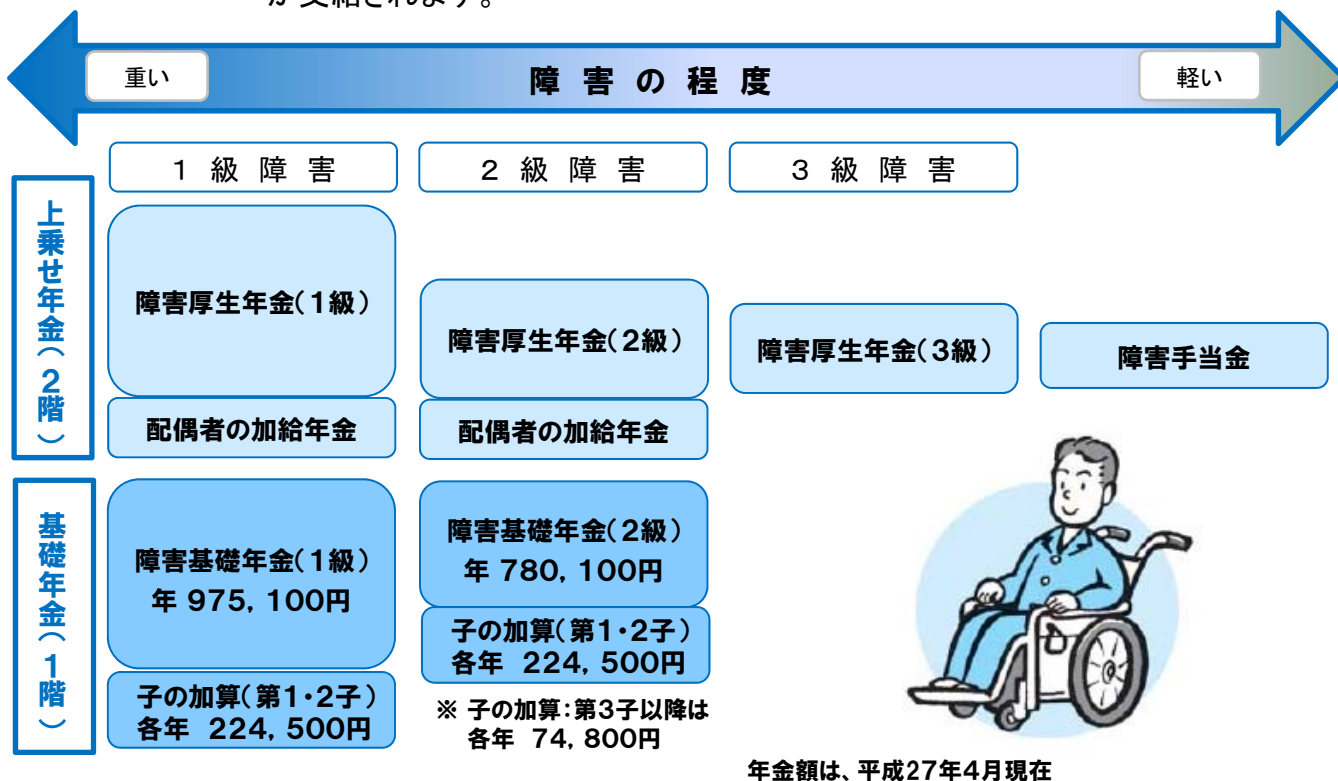 が支給されます。
重い
障害の程度
軽い
1級障害
2級障害
3級障害
上乗せ年金(2階)
障害厚生年金(1級)
障害厚生年金(2級)
障害厚生年金(3級)
障害手当金
配偶者の加給年金
配偶者の加給年金
基礎年金(1階)
障害基礎年金(1級)
年 975,100円
子の加算(第1・2子)
各年 224,500円
障害基礎年金(2級)
年 780,100円
子の加算(第1・2子)
各年 224,500円
※ 子の加算:第3子以降は
各年 74,800円
年金額は、平成27年4月現在